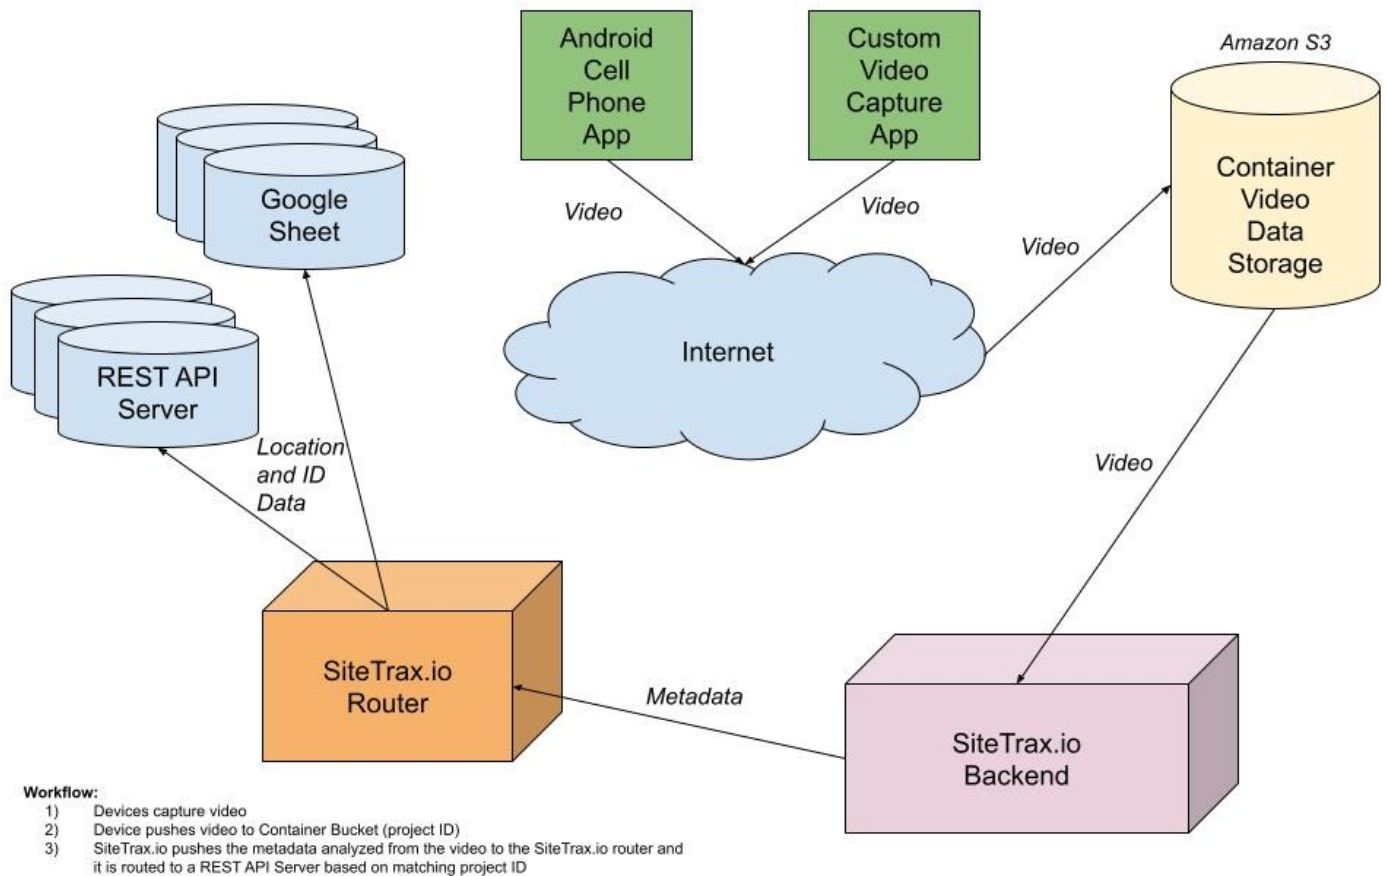 Android
Cell
Phone
App
Custom
Video
Capture
App
Amazon S3
Container
Video
Data
Storage
Google
Sheet
Video
Video
Video
Internet
REST API
Server
Location
and ID
Data
Video
SiteTrax.io
Router
Metadata
SiteTrax.io
Backend
Workflow:
1) Devices capture video
2) Device pushes video to Container Bucket (project ID)
3) SiteTrax.io pushes the metadata analyzed from the video to the SiteTrax.io router and
it is routed to a REST API Server based on matching project ID